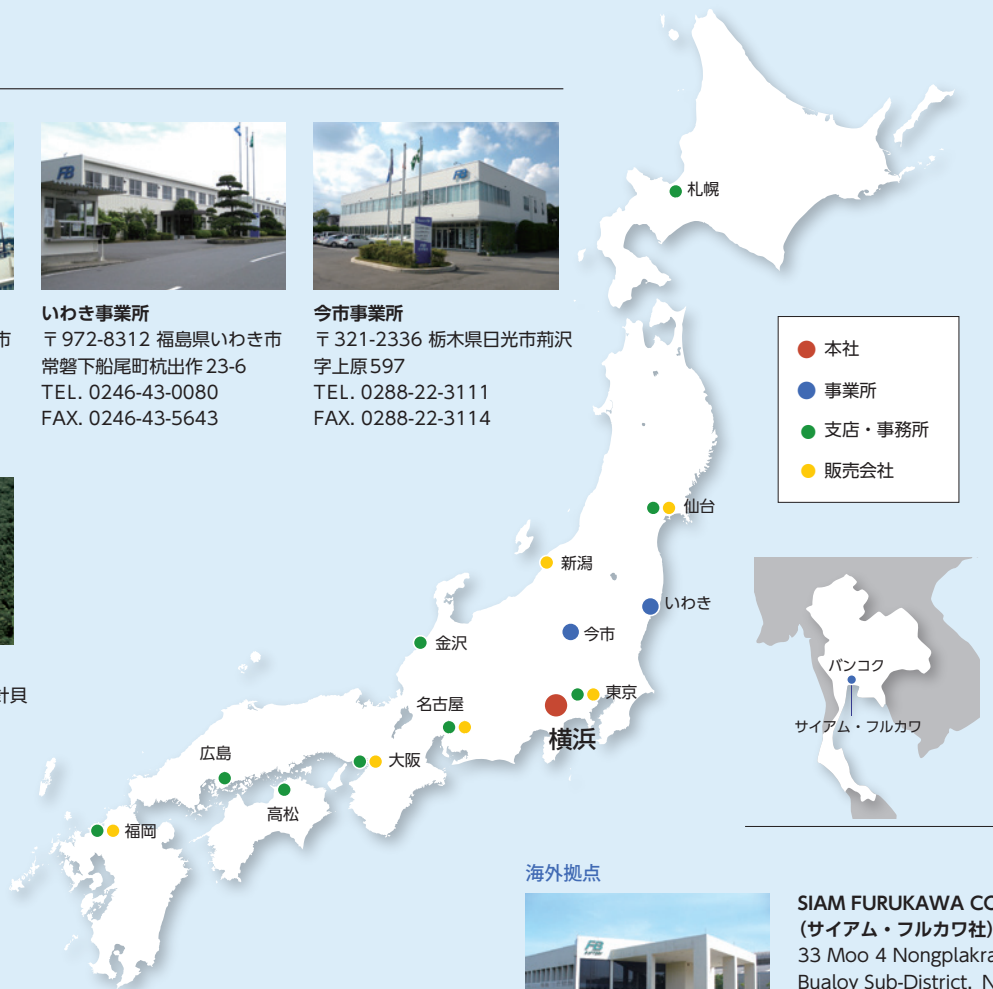 FB
FB
いわき事業所
〒972-8312 福島県いわき市
常磐下船尾町杭出作23-6
TEL. 0246-43-0080
FAX. 0246-43-5643
今市事業所
〒321-2336 栃木県日光市荊沢
字上原597
TEL. 0288-22-3111
FAX. 0288-22-3114
市
計貝
札幌
本社
事業所
支店・事務所
販売会社
仙台
新潟
いわき
今市
金沢
東京
名古屋
横浜
大阪
広島
高松
福岡
バンコク
サイアム・フルカワ
海外拠点
FB
SIAM FURUKAWA CO
（サイアム・フルカワ社）
33 Moo 4 Nongplakra
Bualoy Sub-District, N